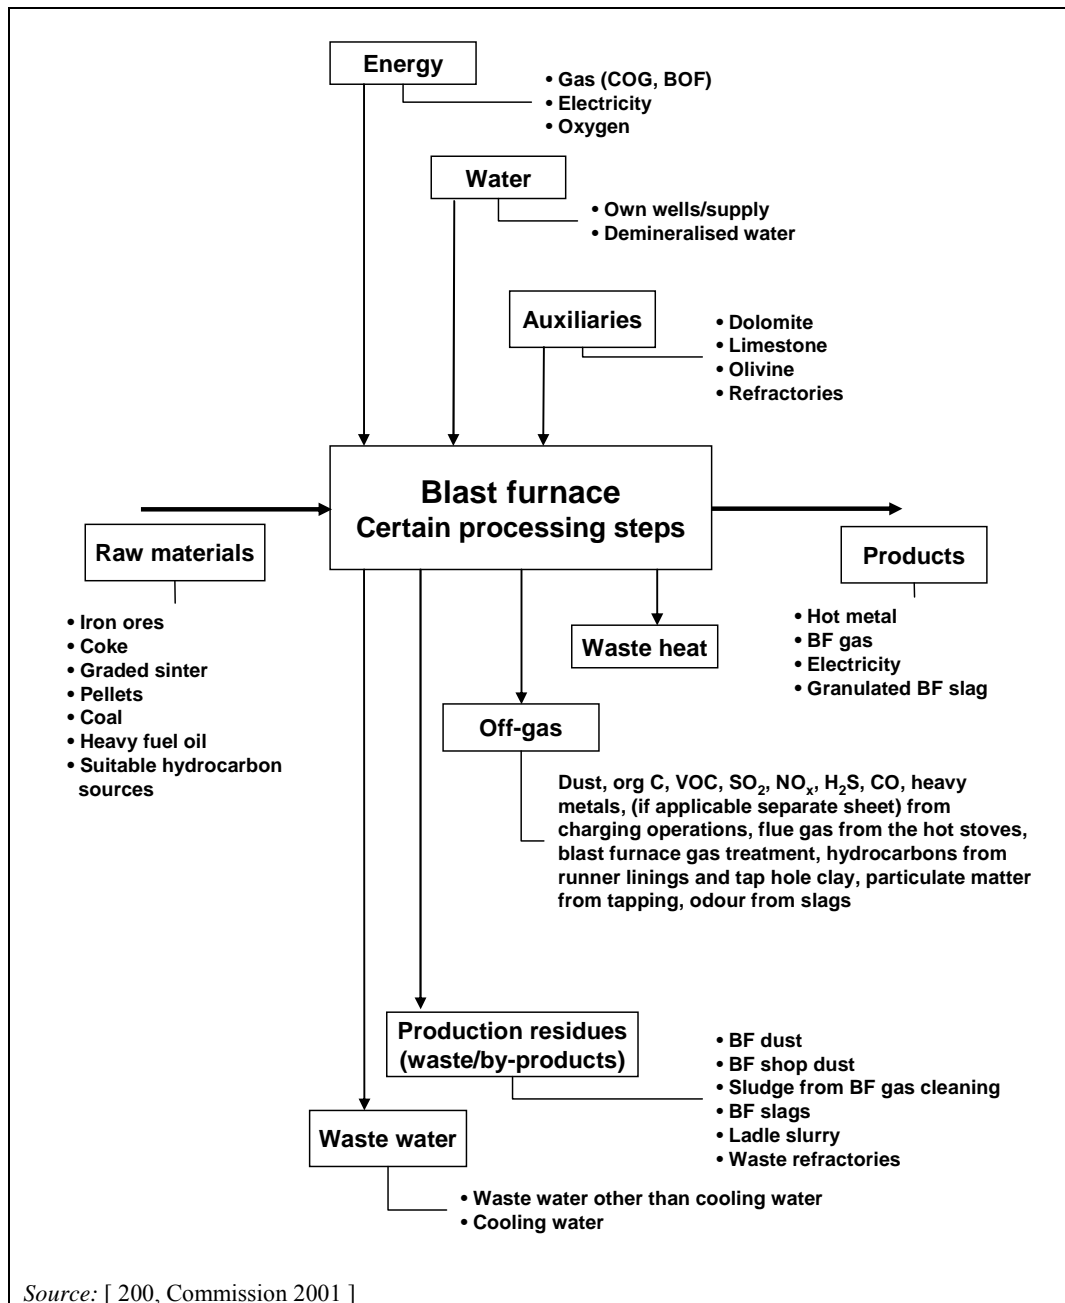 Energy
• Gas (COG, BOF)
• Electricity
• Oxygen
Water
• Own wells/supply
• Demineralised water
Auxiliaries
• Dolomite
• Limestone
• Olivine
• Refractories
Blast furnace
Certain processing steps
Raw materials
• Iron ores
• Coke
• Graded sinter
• Pellets
• Coal
• Heavy fuel oil
• Suitable hydrocarbon
sources
Products
• Hot metal
• BF gas
• Electricity
• Granulated BF slag
Waste heat
Off-gas
Dust, org C, VOC, SO₂, NOₓ, H₂S, CO, heavy
metals, (if applicable separate sheet) from
charging operations, flue gas from the hot stoves,
blast furnace gas treatment, hydrocarbons from
runner linings and tap hole clay, particulate matter
from tapping, odour from slags
Production residues
(waste/by-products)
• BF dust
• BF shop dust
• Sludge from BF gas cleaning
• BF slags
• Ladle slurry
• Waste refractories
Waste water
• Waste water other than cooling water
• Cooling water
Source: [ 200, Commission 2001 ]